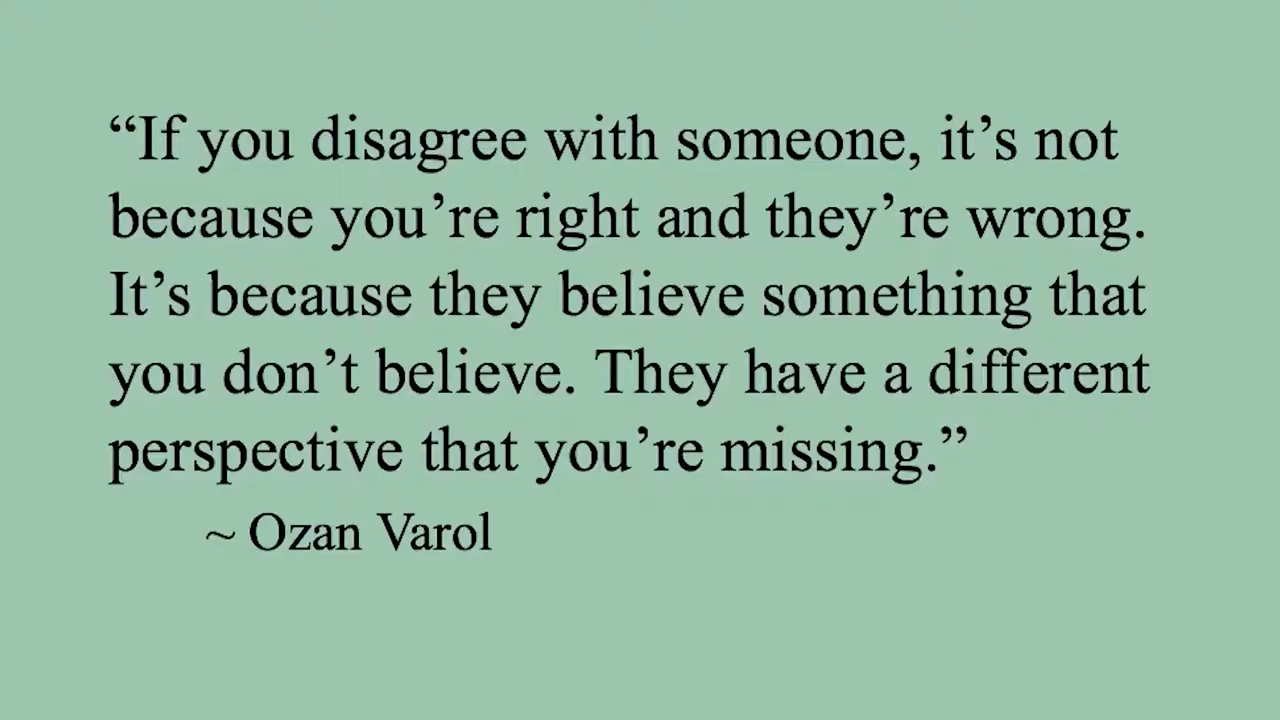 “If you disagree with someone, it’s not
because you’re right and they’re wrong.
It’s because they believe something that
you don’t believe. They have a different
perspective that you’re missing.”
~ Ozan Varol